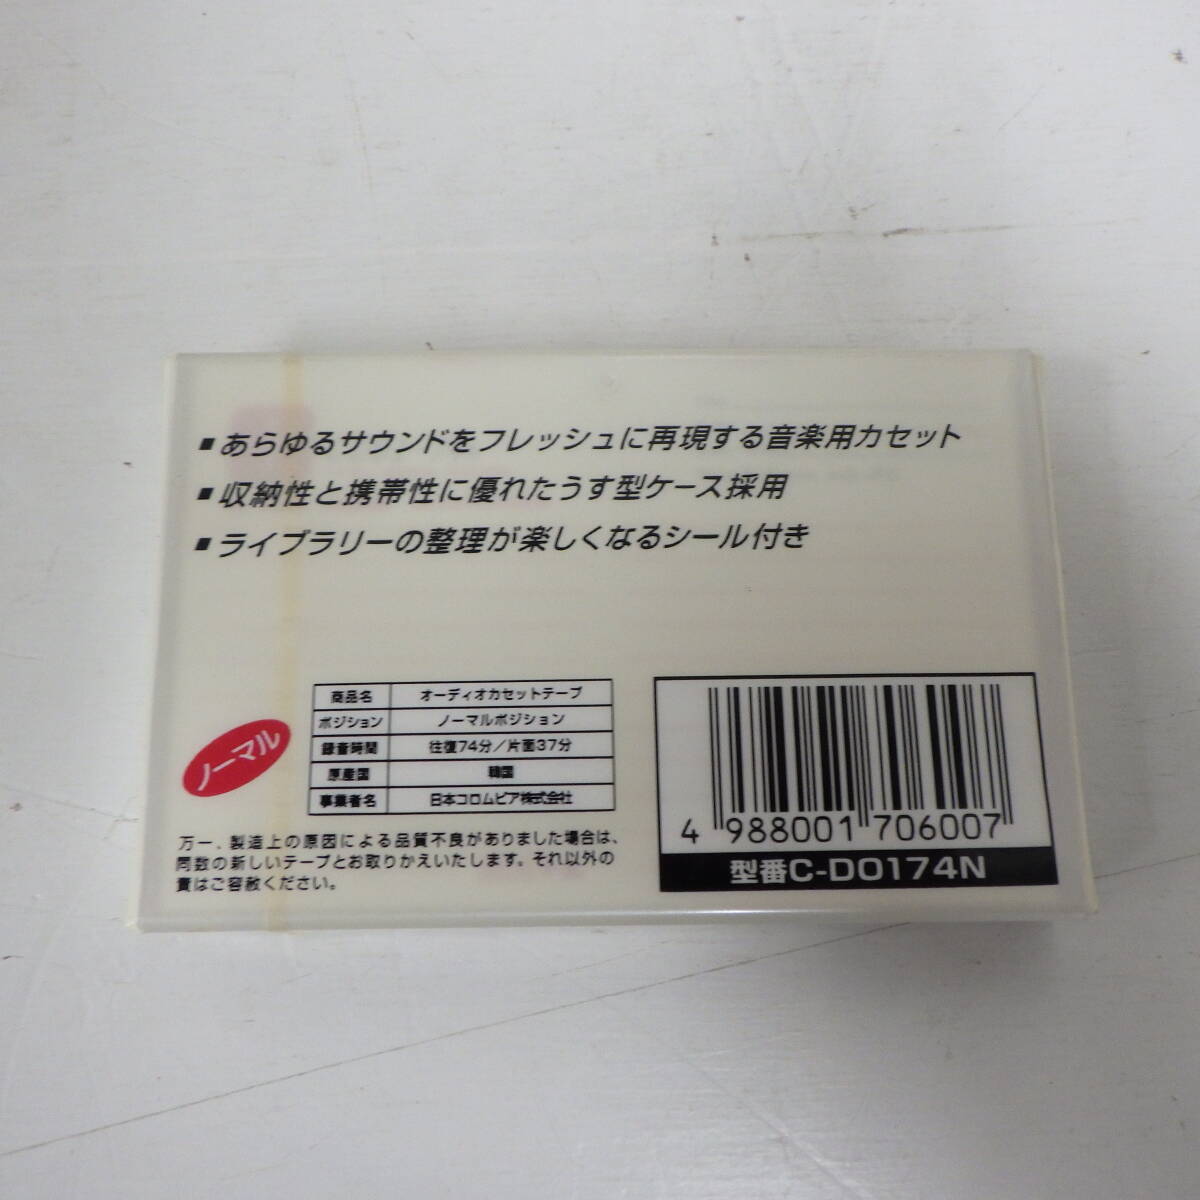 ■あらゆるサウンドをフレッシュに再現する音楽用カセット
■収納性と携帯性に優れたうす型ケース採用
■ライブラリーの整理が楽しくなるシール付き
ノーマル
商品名 オーディオカセットテープ
ポジション ノーマルポジション
録音時間 往復74分／片面37分
原産国 韓国
事業者名 日本コロムビア株式会社
万一、製造上の原因による品質不良がありました場合は、
同数の新しいテープとお取りかえいたします。それ以外の
責はご容赦ください。
4 988001 706007
型番C-DO174N